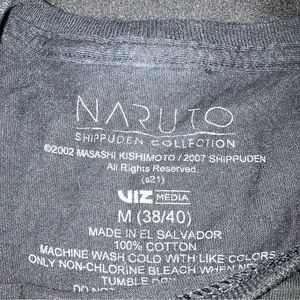 NARUTO
SHIPPUDEN COLLECTION
©2002 MASASHI KISHIMOTO / 2007 SHIPPUDEN
All Rights Reserved.
(s21)
VIZ MEDIA
M (38/40)
MADE IN EL SALVADOR
100% COTTON
MACHINE WASH COLD WITH LIKE COLORS
ONLY NON-CHLORINE BLEACH WHEN
TUMBLE